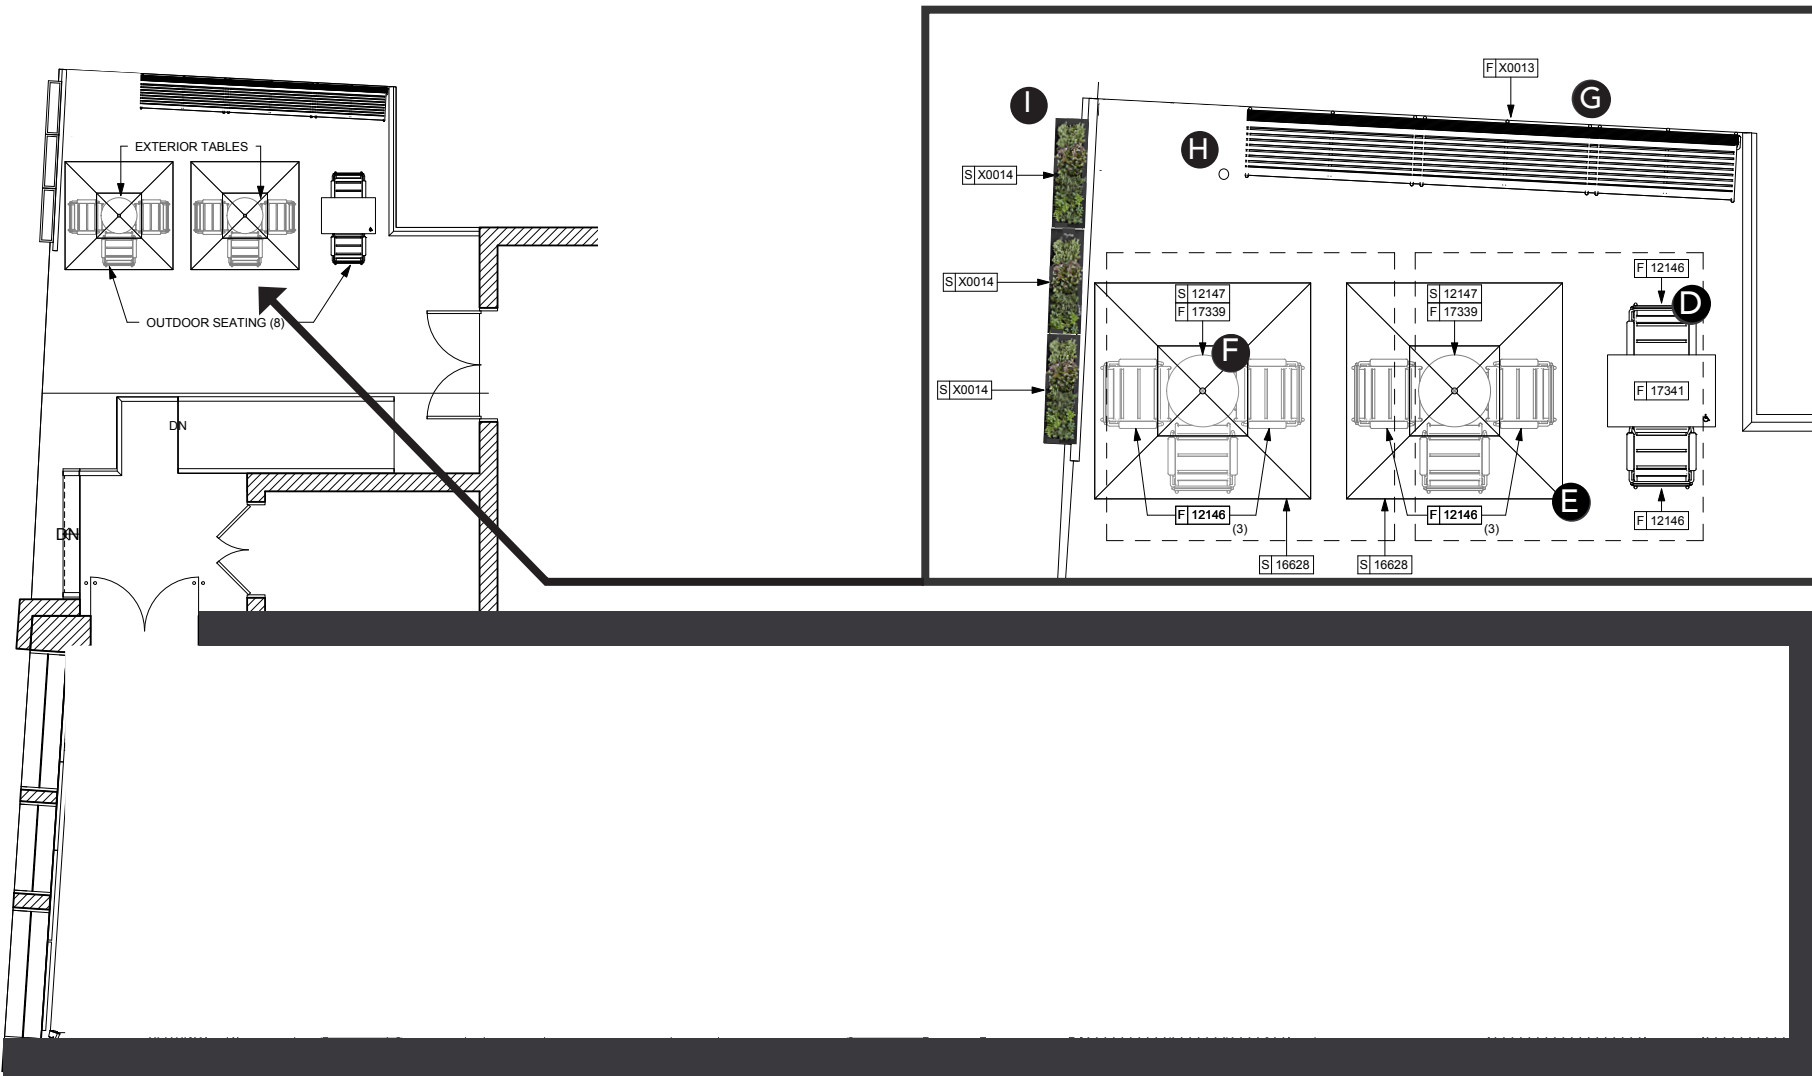 EXTERIOR TABLES
OUTDOOR SEATING (8)
DN
DN
I
H
G
F X0013
S X0014
S X0014
S X0014
F 12146
D
S 12147
F 17339
S 12147
F 17339
F
F 17341
E
F 12146
(3)
F 12146
(3)
F 12146
S 16628
S 16628